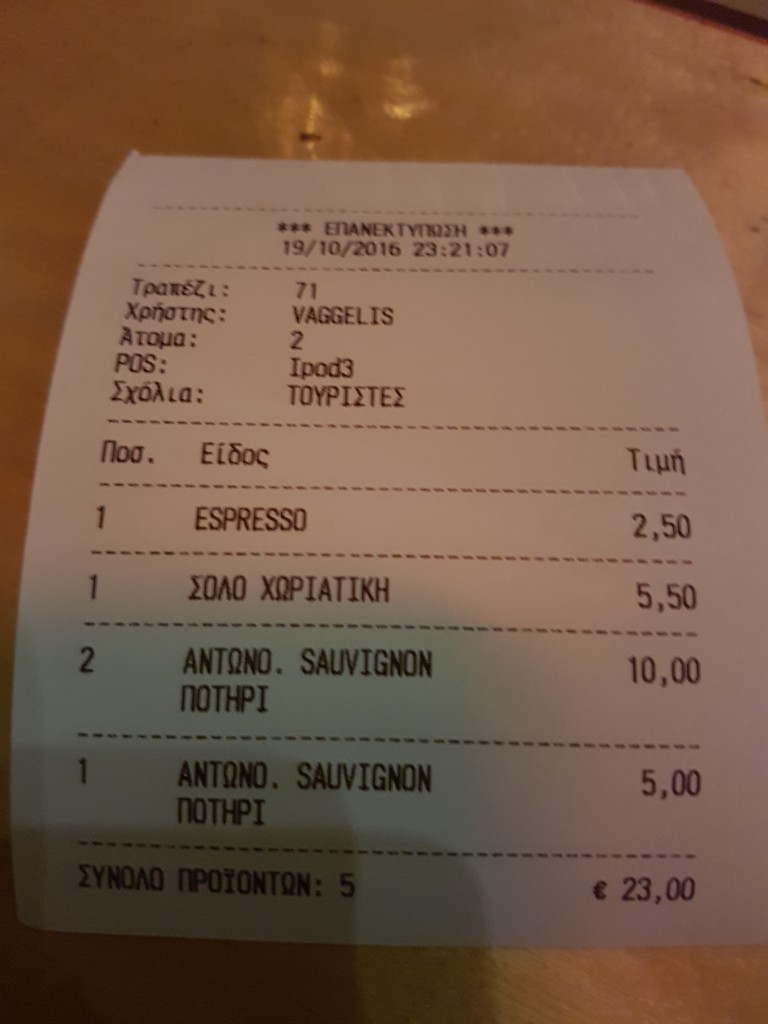 *** ΕΠΑΝΕΚΤΥΠΩΣΗ ***
19/10/2016 23:21:07
Τραπέζι: 71
Χρήστης: VAGGELIS
Άτομα: 2
POS: Ipod3
Σχόλια: ΤΟΥΡΙΣΤΕΣ
Ποσ. Είδος Τιμή
1 ESPRESSO 2,50
1 ΣΟΛΟ ΧΩΡΙΑΤΙΚΗ 5,50
2 ΑΝΤΩΝΟ. SAUVIGNON 10,00
ΠΟΤΗΡΙ
1 ΑΝΤΩΝΟ. SAUVIGNON 5,00
ΠΟΤΗΡΙ
ΣΥΝΟΛΟ ΠΡΟΪΟΝΤΩΝ: 5 € 23,00